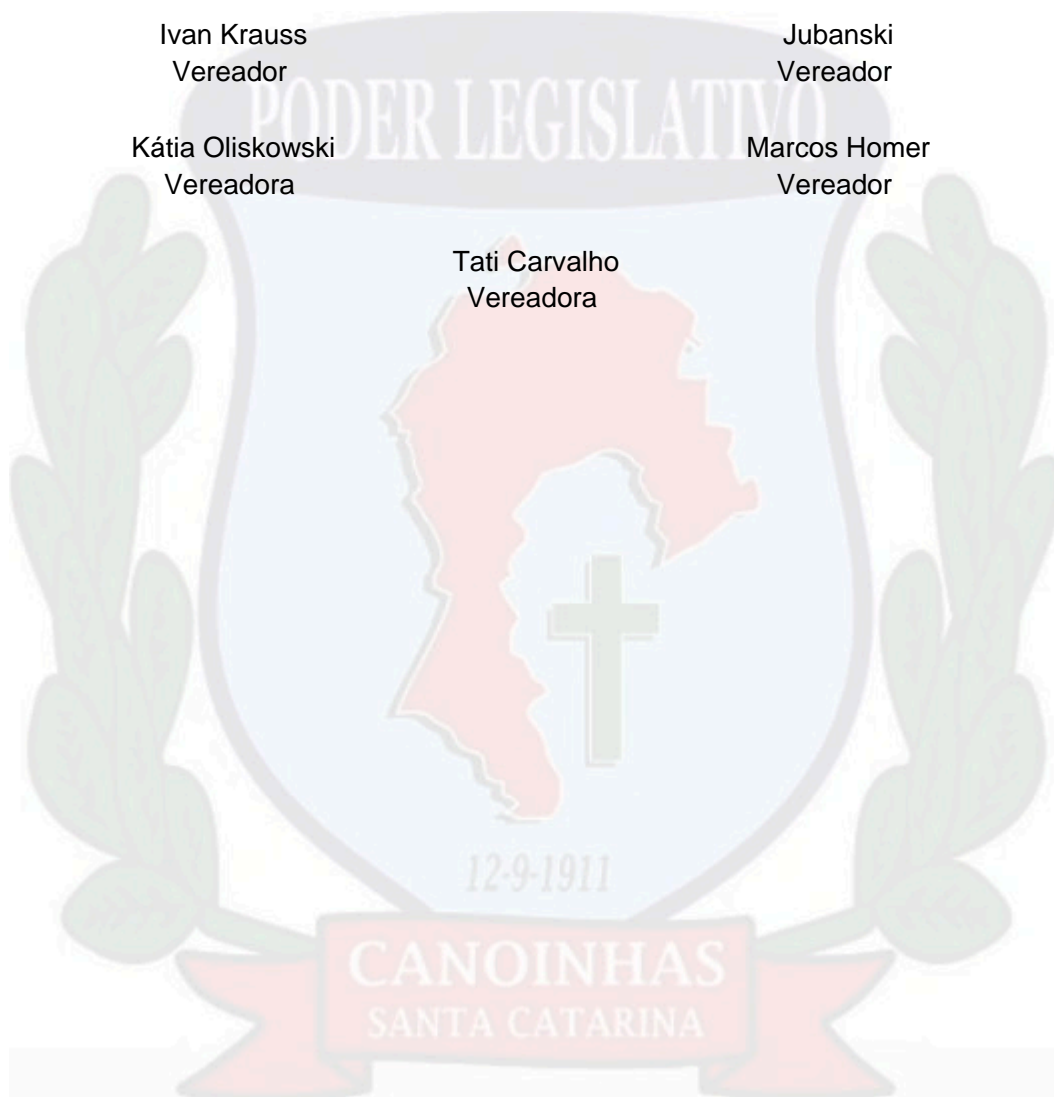 Ivan Krauss
Vereador
Jubanski
Vereador
PODER LEGISLATIVO
Kátia Oliskowski
Vereadora
Marcos Homer
Vereador
Tati Carvalho
Vereadora
12-9-1911
CANOINHAS
SANTA CATARINA